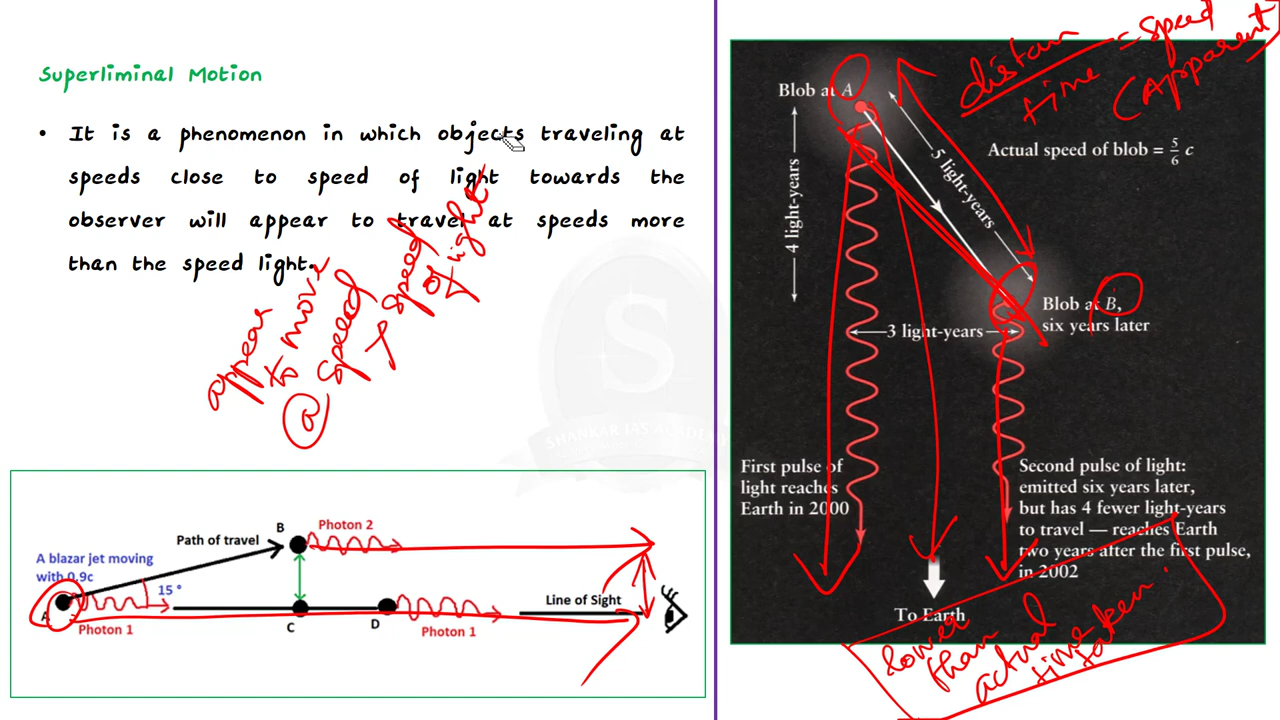 Superliminal Motion
• It is a phenomenon in which objects traveling at
speeds close to speed of light towards the
observer will appear to travel at speeds more
than the speed light.
appear
to move
@ speed
> speed
of light
SHANKAR IAS ACADEMY
Path of travel
B
Photon 2
A blazar jet moving
with 0.9c
15 °
A
Photon 1
C
D
Photon 1
Line of Sight
distan
time
= speed
(Apparent)
Blob at A
4 light-years
5 light-years
Actual speed of blob = 5/6 c
Blob at B,
six years later
3 light-years
First pulse of
light reaches
Earth in 2000
Second pulse of light:
emitted six years later,
but has 4 fewer light-years
to travel — reaches Earth
two years after the first pulse,
in 2002
To Earth
lower
than
actual
time
taken.